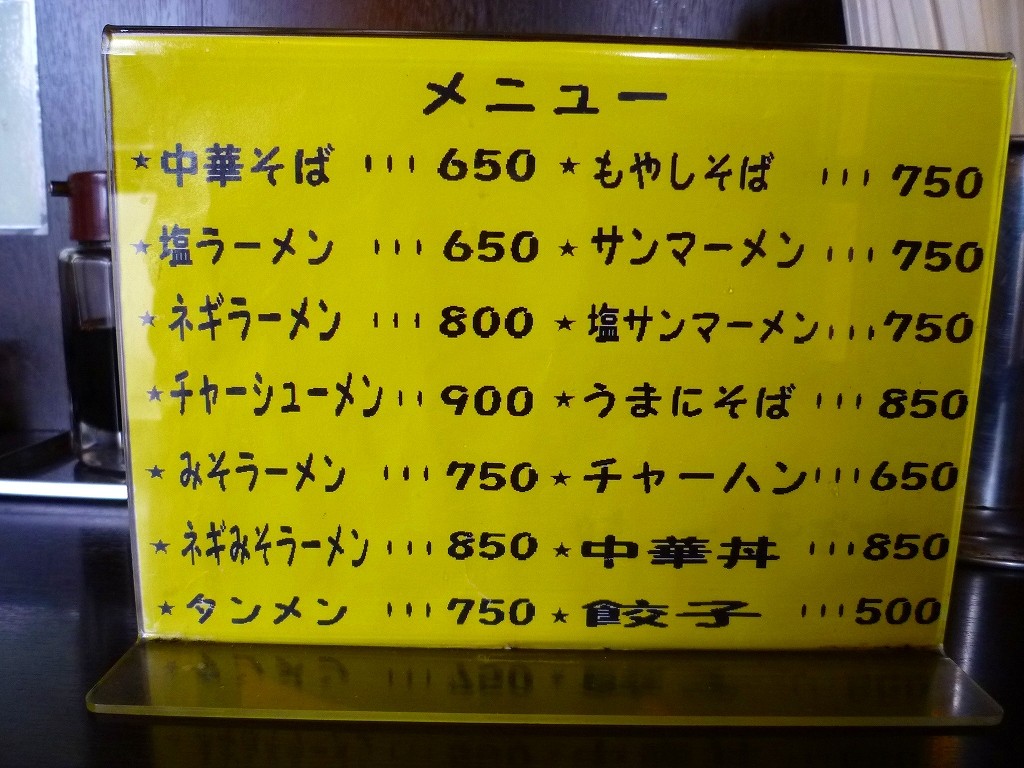 メニュー
★中華そば ･･･ 650 ★もやしそば ･･･ 750
★塩ラーメン ･･･ 650 ★サンマーメン ･･･ 750
★ネギラーメン ･･･ 800 ★塩サンマーメン ･･･ 750
★チャーシューメン ･･ 900 ★うまにそば ･･･ 850
★みそラーメン ･･･ 750 ★チャーハン ･･･ 650
★ネギみそラーメン ･･･ 850 ★中華丼 ･･･ 850
★タンメン ･･･ 750 ★餃子 ･･･ 500